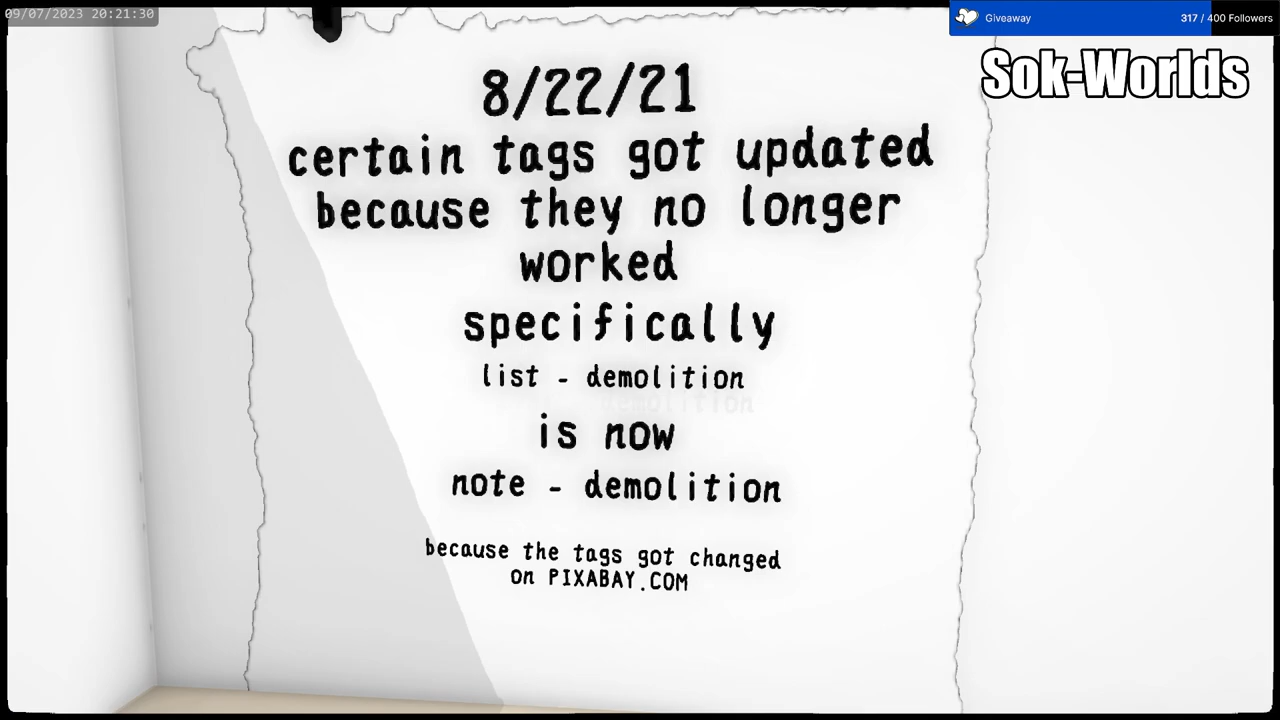 09/07/2023 20:21:30
Giveaway
317 / 400 Followers
Sok-Worlds
8/22/21
certain tags got updated
because they no longer
worked
specifically
list - demolition
demolition
is now
note - demolition
because the tags got changed
on PIXABAY.COM